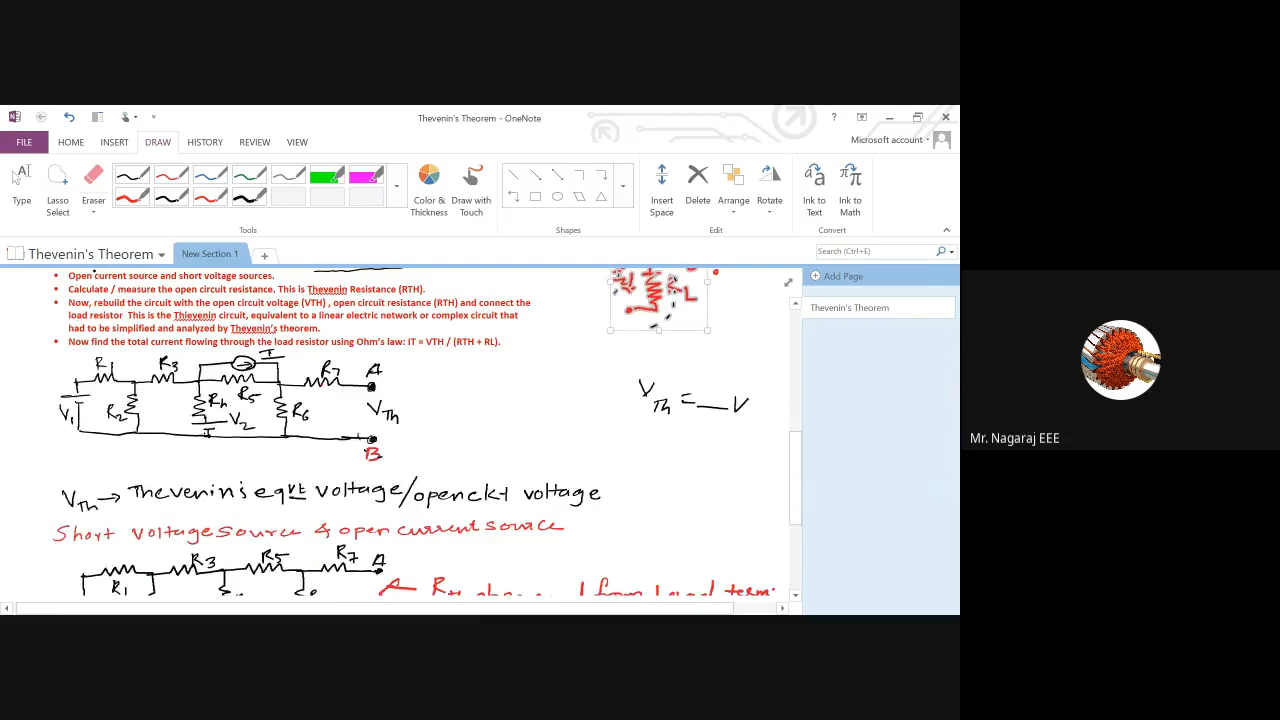 Thevenin's Theorem - OneNote
?
FILE HOME INSERT DRAW HISTORY REVIEW VIEW
Microsoft account
Type
Lasso Select
Eraser
Color & Thickness
Draw with Touch
Insert Space
Delete
Arrange
Rotate
Ink to Text
Ink to Math
Tools
Shapes
Edit
Convert
Thevenin's Theorem
New Section 1
Search (Ctrl+E)
Add Page
Thevenin's Theorem
Open current source and short voltage sources.
Calculate / measure the open circuit resistance. This is Thevenin Resistance (RTH).
Now, rebuild the circuit with the open circuit voltage (VTH) , open circuit resistance (RTH) and connect the
load resistor This is the Thievenin circuit, equivalent to a linear electric network or complex circuit that
had to be simplified and analyzed by Thevenin's theorem.
Now find the total current flowing through the load resistor using Ohm's law: IT = VTH / (RTH + RL).
I
R1 R3 R5 R7 A
V1 R2 R4 V2 R6 VTh
B
VTh = __ V
VTh → Thevenin's eqvt voltage/open ckt voltage
Short voltage source & open current source
R1 R3 R5 R7 A
from Load
Mr. Nagaraj EEE